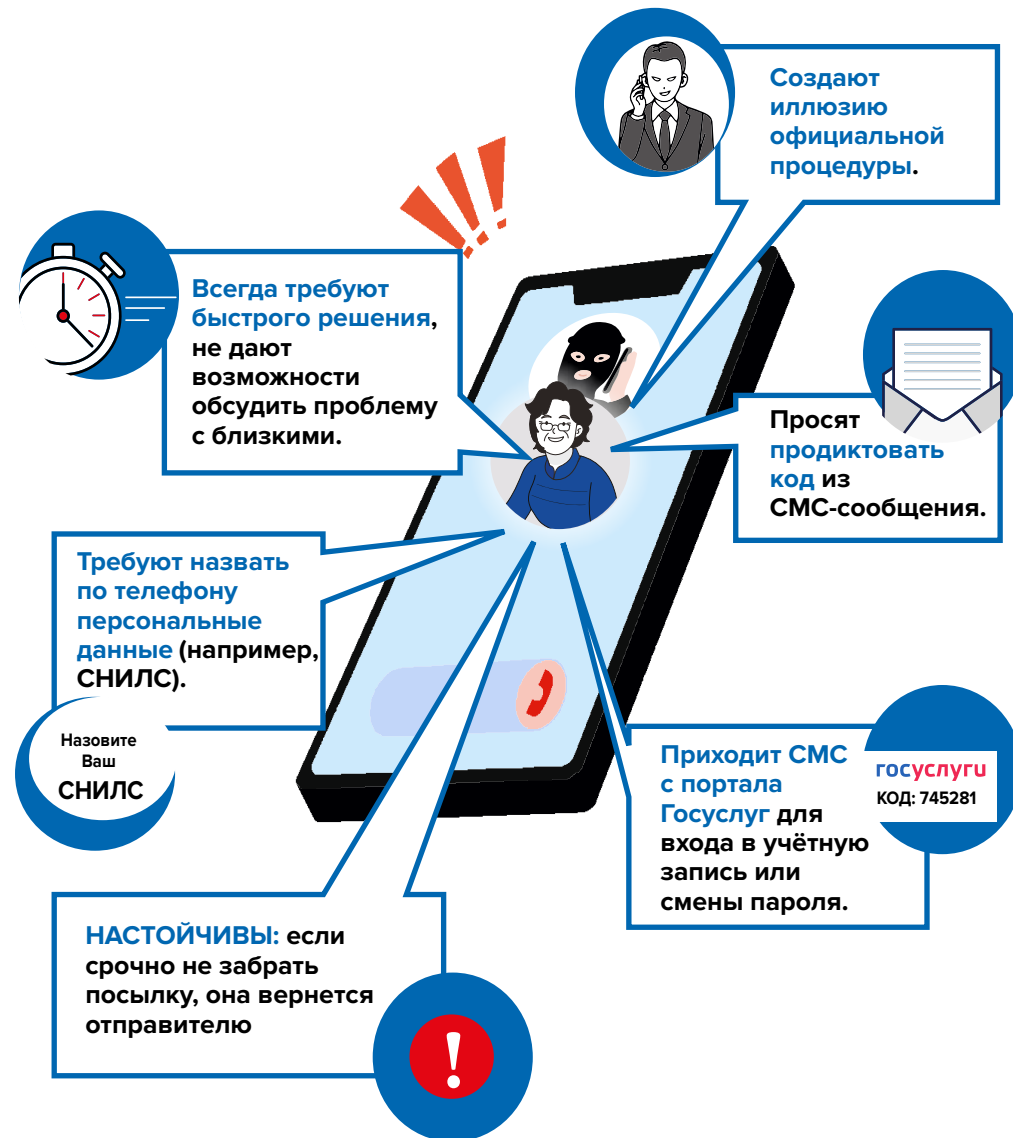 Создают
иллюзию
официальной
процедуры.
Всегда требуют
быстрого решения,
не дают
возможности
обсудить проблему
с близкими.
Просят
продиктовать
код из
СМС-сообщения.
Требуют назвать
по телефону
персональные
данные (например,
СНИЛС).
Назовите
Ваш
СНИЛС
Приходит СМС
с портала
Госуслуг для
входа в учётную
запись или
смены пароля.
госуслуги
КОД: 745281
НАСТОЙЧИВЫ: если
срочно не забрать
посылку, она вернется
отправителю
!